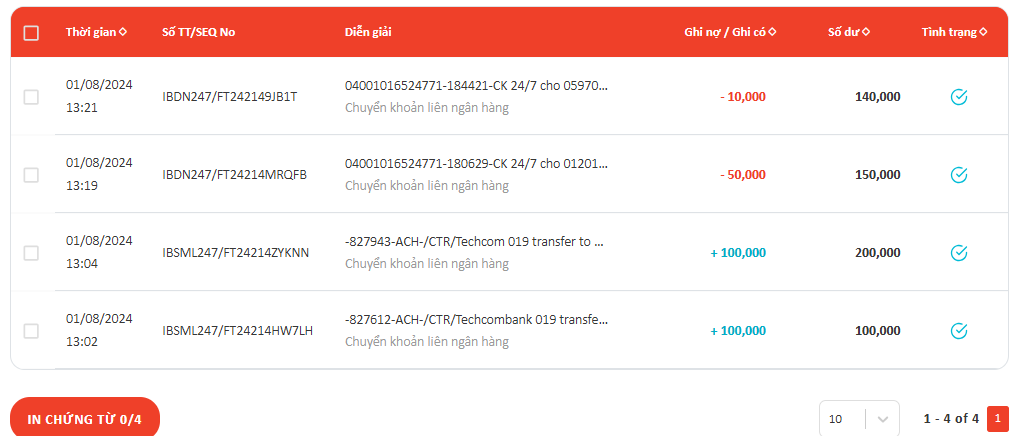 Thời gian Số TT/SEQ No Diễn giải Ghi nợ / Ghi có Số dư Tình trạng
01/08/2024
13:21
IBDN247/FT242149JB1T
04001016524771-184421-CK 24/7 cho 05970...
Chuyển khoản liên ngân hàng
- 10,000
140,000
01/08/2024
13:19
IBDN247/FT24214MRQFB
04001016524771-180629-CK 24/7 cho 01201...
Chuyển khoản liên ngân hàng
- 50,000
150,000
01/08/2024
13:04
IBSML247/FT24214ZYKNN
-827943-ACH-/CTR/Techcom 019 transfer to ...
Chuyển khoản liên ngân hàng
+ 100,000
200,000
01/08/2024
13:02
IBSML247/FT24214HW7LH
-827612-ACH-/CTR/Techcombank 019 transfe...
Chuyển khoản liên ngân hàng
+ 100,000
100,000
IN CHỨNG TỪ 0/4
10
1 - 4 of 4
1